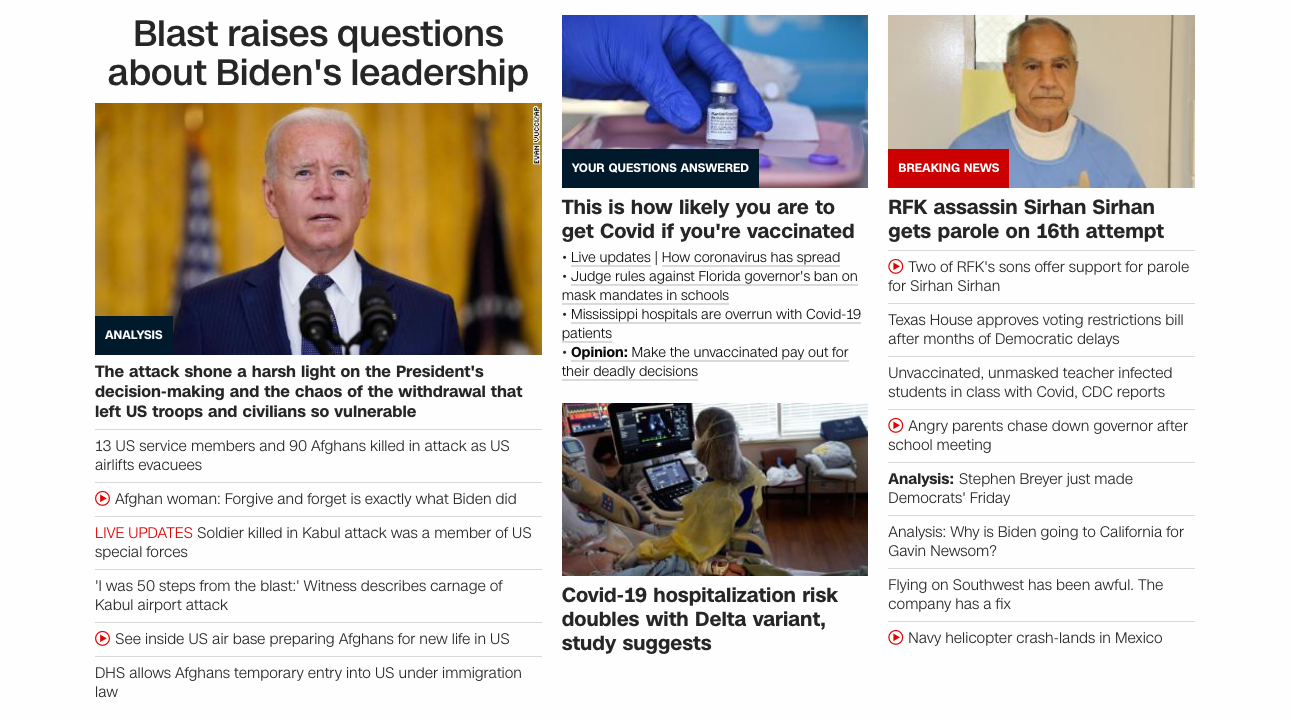 Blast raises questions
about Biden's leadership
EVAN VUCCI/AP
ANALYSIS
The attack shone a harsh light on the President's
decision-making and the chaos of the withdrawal that
left US troops and civilians so vulnerable
13 US service members and 90 Afghans killed in attack as US
airlifts evacuees
Afghan woman: Forgive and forget is exactly what Biden did
LIVE UPDATES Soldier killed in Kabul attack was a member of US
special forces
'I was 50 steps from the blast:' Witness describes carnage of
Kabul airport attack
See inside US air base preparing Afghans for new life in US
DHS allows Afghans temporary entry into US under immigration
law
YOUR QUESTIONS ANSWERED
This is how likely you are to
get Covid if you're vaccinated
• Live updates | How coronavirus has spread
• Judge rules against Florida governor's ban on
mask mandates in schools
• Mississippi hospitals are overrun with Covid-19
patients
• Opinion: Make the unvaccinated pay out for
their deadly decisions
Covid-19 hospitalization risk
doubles with Delta variant,
study suggests
BREAKING NEWS
RFK assassin Sirhan Sirhan
gets parole on 16th attempt
Two of RFK's sons offer support for parole
for Sirhan Sirhan
Texas House approves voting restrictions bill
after months of Democratic delays
Unvaccinated, unmasked teacher infected
students in class with Covid, CDC reports
Angry parents chase down governor after
school meeting
Analysis: Stephen Breyer just made
Democrats' Friday
Analysis: Why is Biden going to California for
Gavin Newsom?
Flying on Southwest has been awful. The
company has a fix
Navy helicopter crash-lands in Mexico